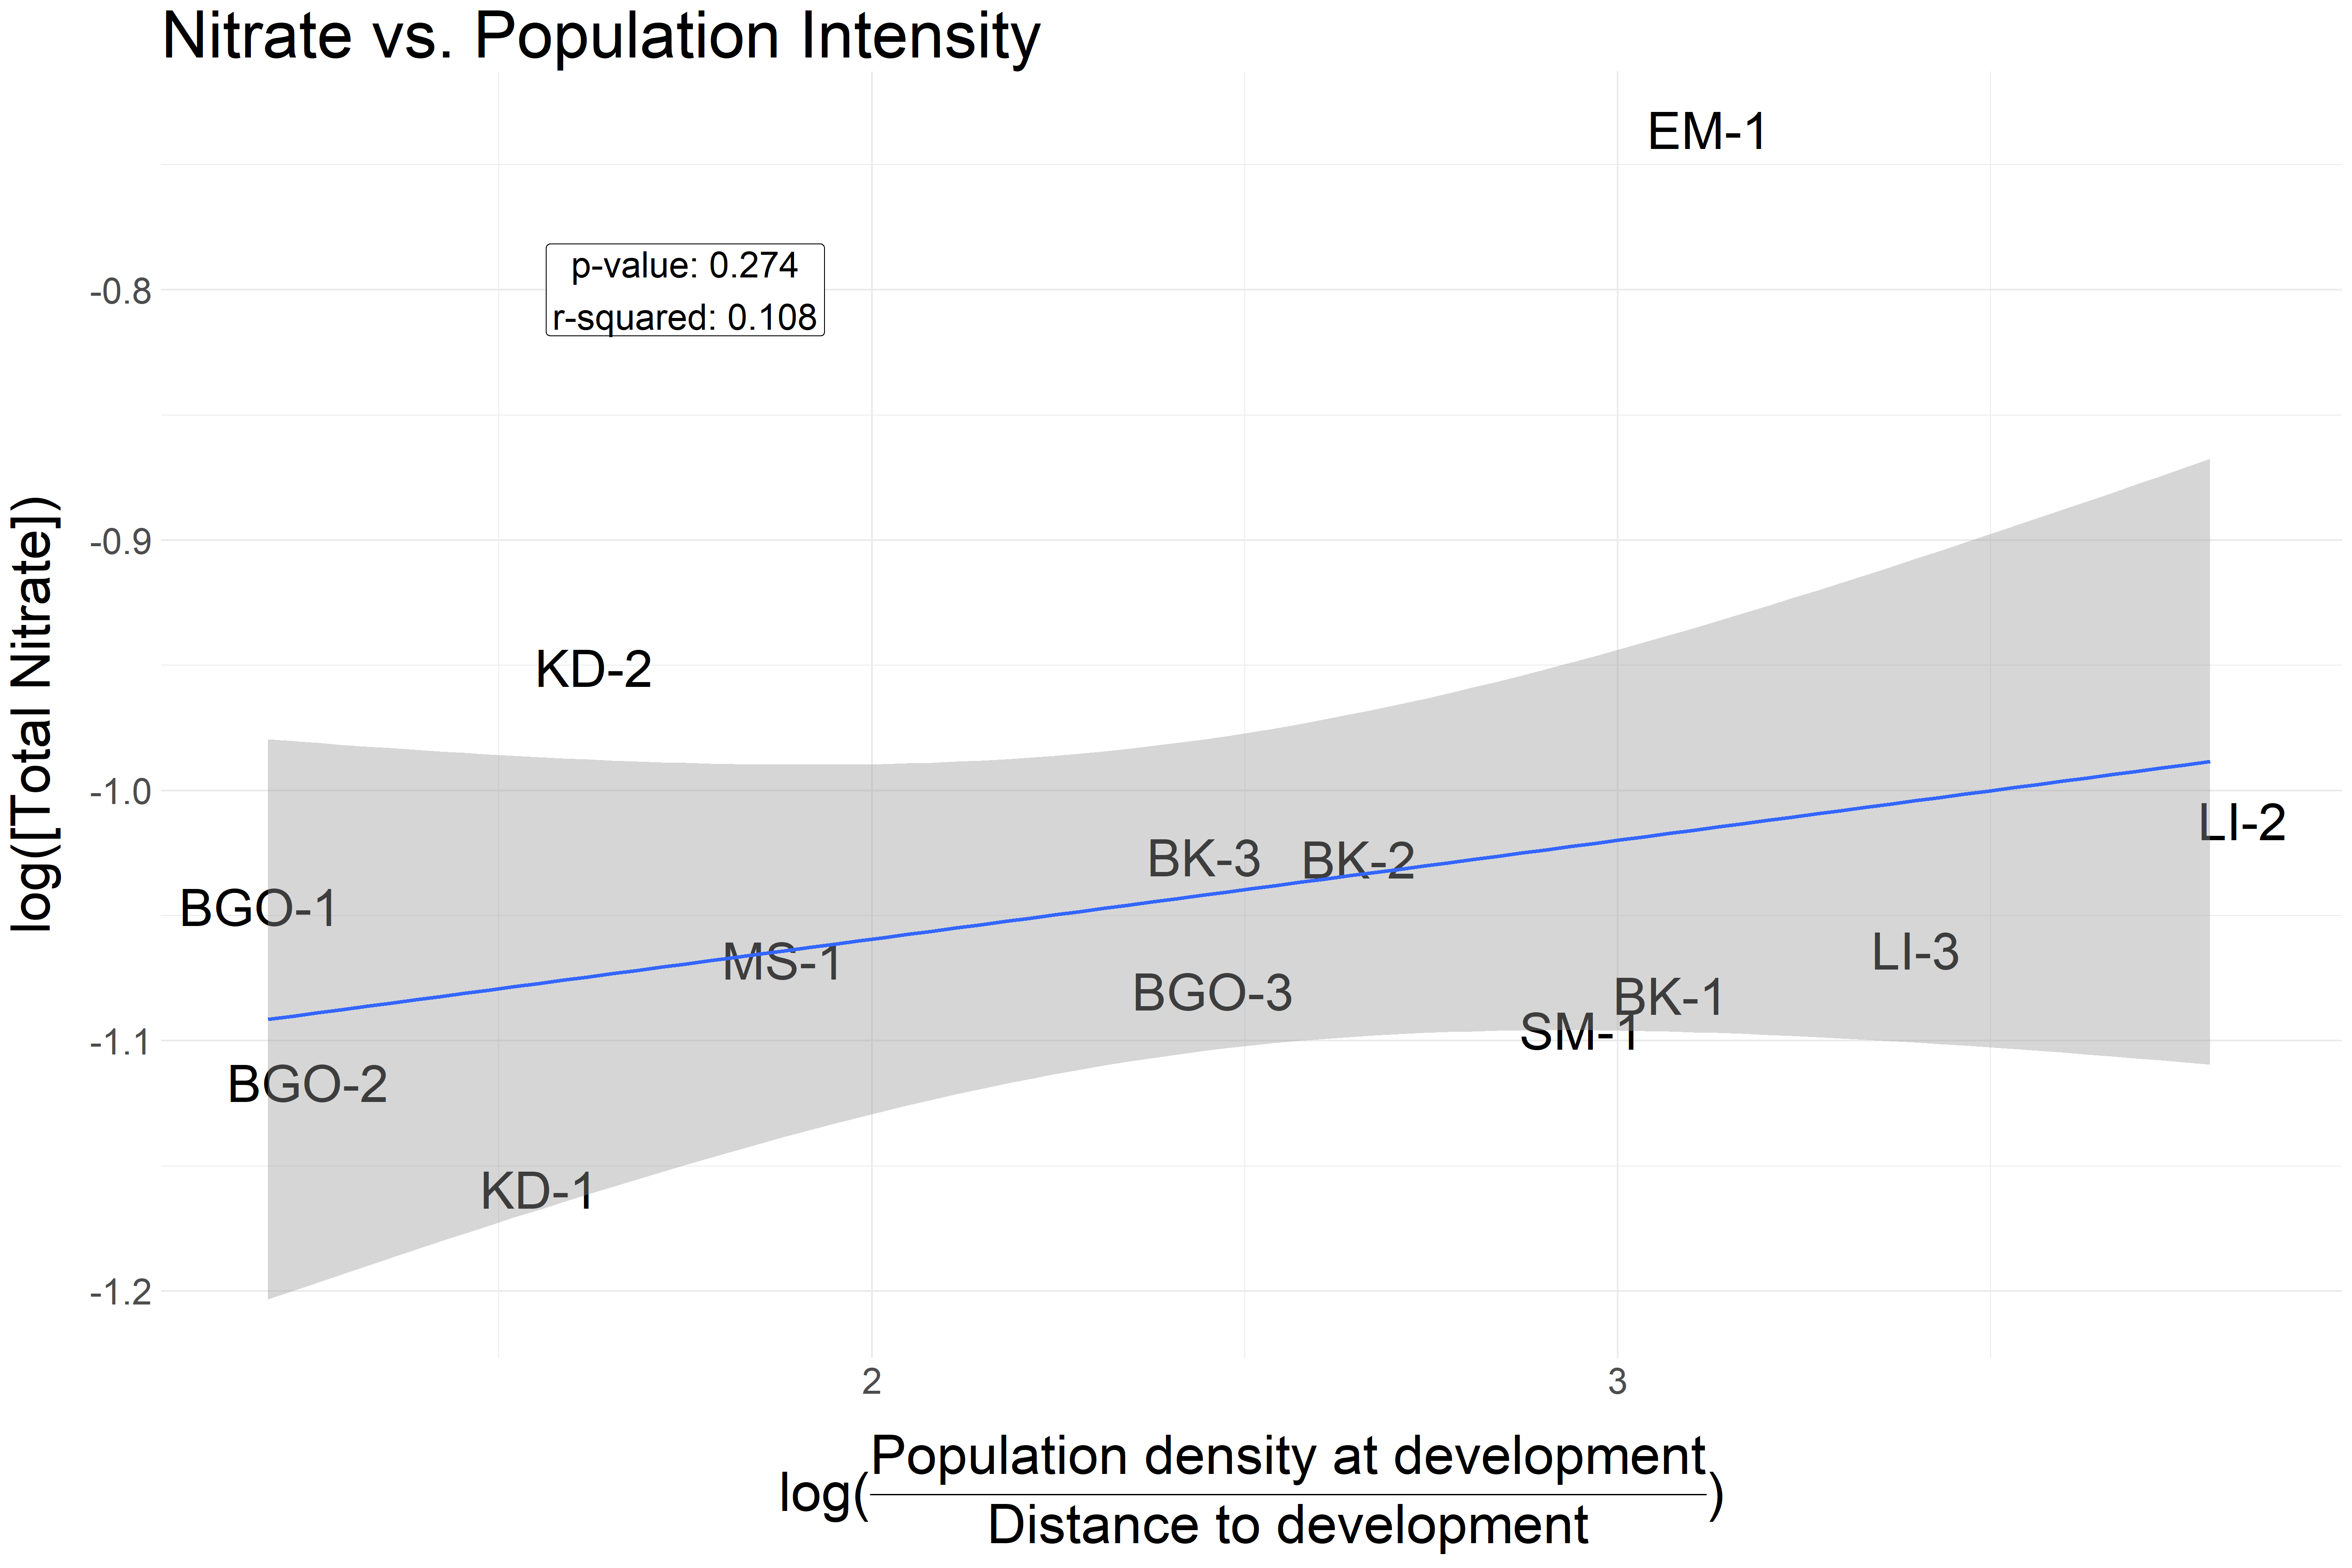 Nitrate vs. Population Intensity
EM-1
p-value: 0.274
r-squared: 0.108
-0.8
-0.9
-1.0
-1.1
-1.2
log([Total Nitrate])
KD-2
LI-2
BK-3
BK-2
BGO-1
MS-1
LI-3
BGO-3
BK-1
SM-1
BGO-2
KD-1
2
3
Population density at development
log( )
Distance to development